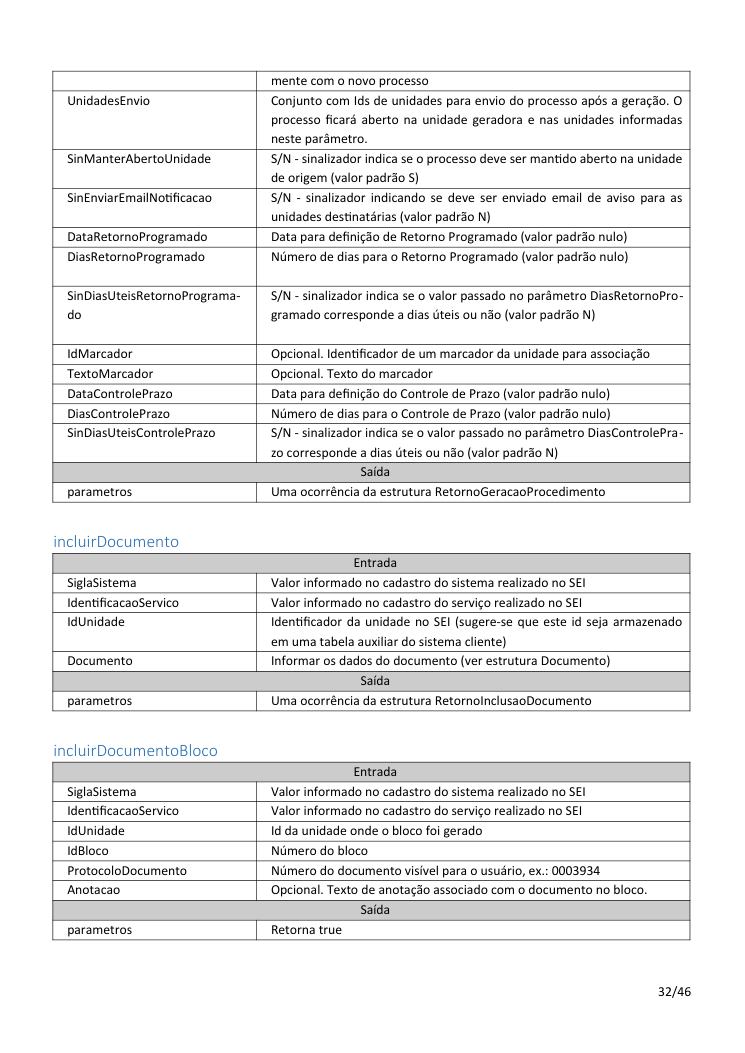 mente com o novo processo
UnidadesEnvio
Conjunto com Ids de unidades para envio do processo após a geração. O
processo ficará aberto na unidade geradora e nas unidades informadas
neste parâmetro.
SinManterAbertoUnidade
S/N - sinalizador indica se o processo deve ser mantido aberto na unidade
de origem (valor padrão S)
SinEnviarEmailNotificacao
S/N - sinalizador indicando se deve ser enviado email de aviso para as
unidades destinatárias (valor padrão N)
DataRetornoProgramado
Data para definição de Retorno Programado (valor padrão nulo)
DiasRetornoProgramado
Número de dias para o Retorno Programado (valor padrão nulo)
SinDiasUteisRetornoPrograma-
do
S/N - sinalizador indica se o valor passado no parâmetro DiasRetornoPro-
gramado corresponde a dias úteis ou não (valor padrão N)
IdMarcador
Opcional. Identificador de um marcador da unidade para associação
TextoMarcador
Opcional. Texto do marcador
DataControlePrazo
Data para definição do Controle de Prazo (valor padrão nulo)
DiasControlePrazo
Número de dias para o Controle de Prazo (valor padrão nulo)
SinDiasUteisControlePrazo
S/N - sinalizador indica se o valor passado no parâmetro DiasControlePra-
zo corresponde a dias úteis ou não (valor padrão N)
Saída
parametros
Uma ocorrência da estrutura RetornoGeracaoProcedimento
incluirDocumento
Entrada
SiglaSistema
Valor informado no cadastro do sistema realizado no SEI
IdentificacaoServico
Valor informado no cadastro do serviço realizado no SEI
IdUnidade
Identificador da unidade no SEI (sugere-se que este id seja armazenado
em uma tabela auxiliar do sistema cliente)
Documento
Informar os dados do documento (ver estrutura Documento)
Saída
parametros
Uma ocorrência da estrutura RetornoInclusaoDocumento
incluirDocumentoBloco
Entrada
SiglaSistema
Valor informado no cadastro do sistema realizado no SEI
IdentificacaoServico
Valor informado no cadastro do serviço realizado no SEI
IdUnidade
Id da unidade onde o bloco foi gerado
IdBloco
Número do bloco
ProtocoloDocumento
Número do documento visível para o usuário, ex.: 0003934
Anotacao
Opcional. Texto de anotação associado com o documento no bloco.
Saída
parametros
Retorna true
32/46